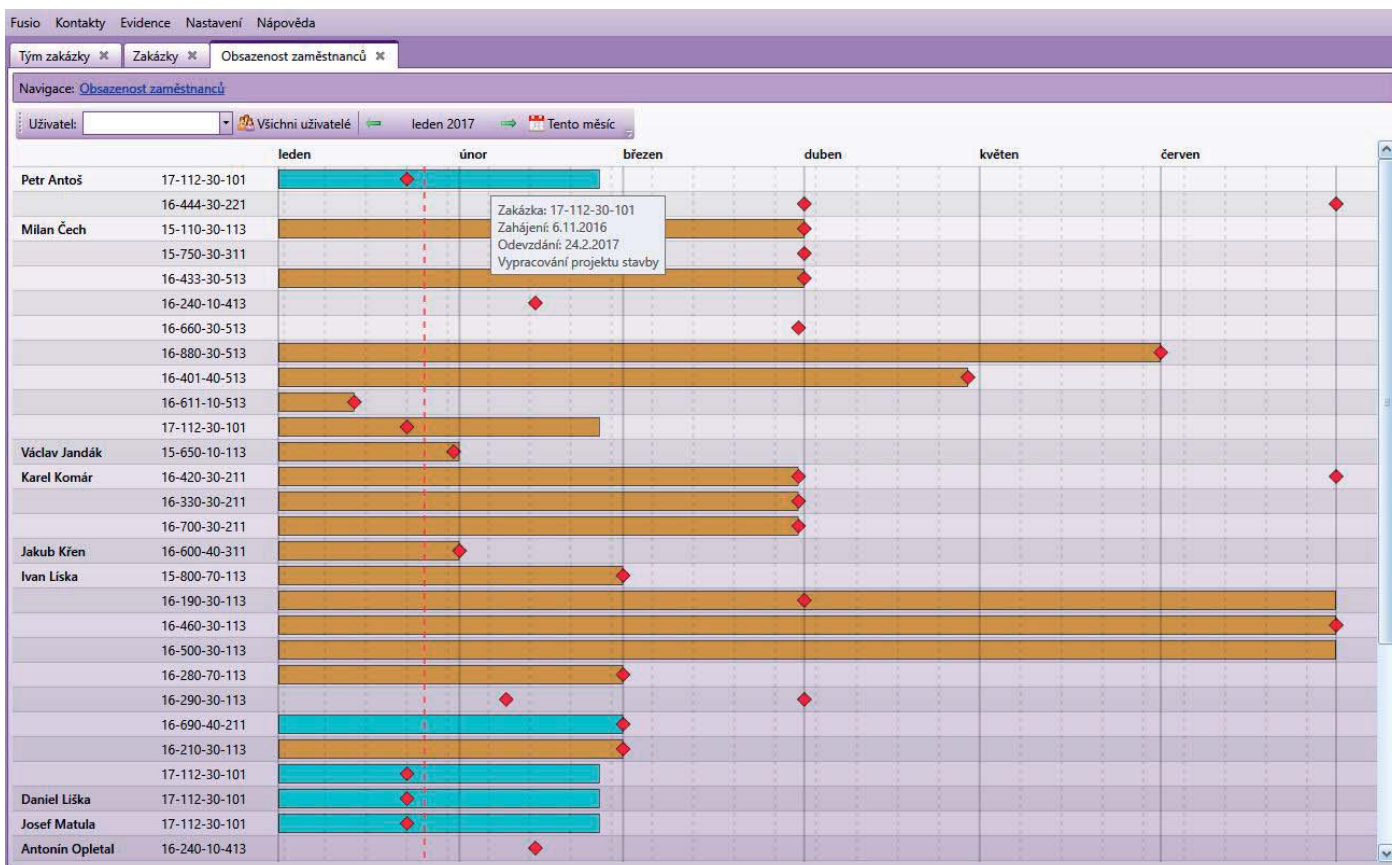 Fusio Kontakty Evidence Nastavení Nápověda
Tým zakázky Zakázky Obsazenost zaměstnanců
Navigace: Obsazenost zaměstnanců
Uživatel: Všichni uživatelé leden 2017 Tento měsíc
leden únor březen duben květen červen
Petr Antoš 17-112-30-101
16-444-30-221
Zakázka: 17-112-30-101
Zahájení: 6.11.2016
Odevzdání: 24.2.2017
Vypracování projektu stavby
Milan Čech 15-110-30-113
15-750-30-311
16-433-30-513
16-240-10-413
16-660-30-513
16-880-30-513
16-401-40-513
16-611-10-513
17-112-30-101
Václav Jandák 15-650-10-113
Karel Komár 16-420-30-211
16-330-30-211
16-700-30-211
Jakub Křen 16-600-40-311
Ivan Líska 15-800-70-113
16-190-30-113
16-460-30-113
16-500-30-113
16-280-70-113
16-290-30-113
16-690-40-211
16-210-30-113
17-112-30-101
Daniel Liška 17-112-30-101
Josef Matula 17-112-30-101
Antonín Opletal 16-240-10-413